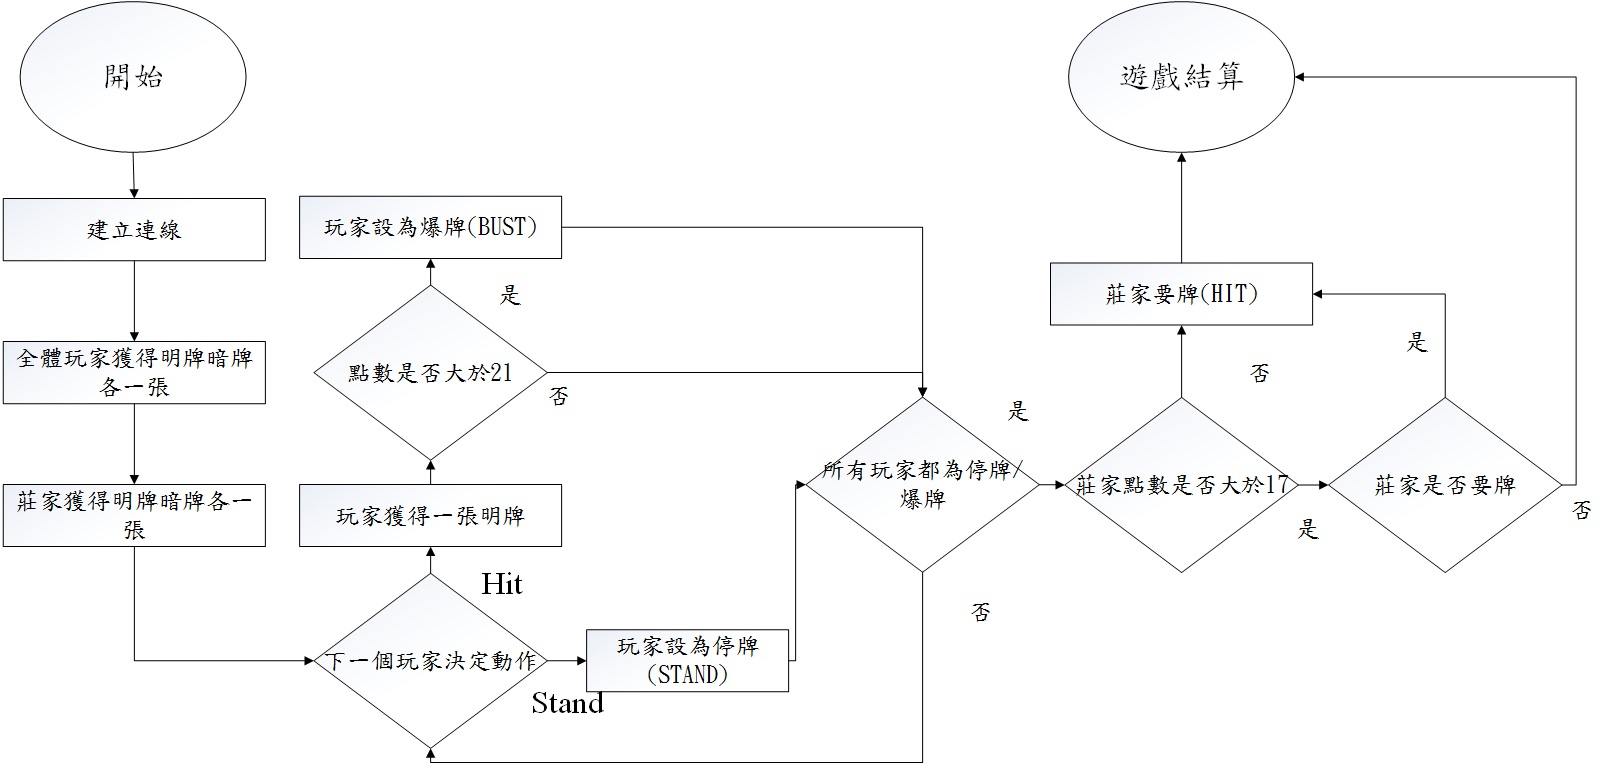 開始
建立連線
全體玩家獲得明牌暗牌
各一張
莊家獲得明牌暗牌各一
張
玩家設為爆牌(BUST)
是
點數是否大於21
否
玩家獲得一張明牌
Hit
下一個玩家決定動作
Stand
玩家設為停牌
(STAND)
所有玩家都為停牌/
爆牌
是
否
遊戲結算
莊家要牌(HIT)
否
莊家點數是否大於17
是
是
莊家是否要牌
否